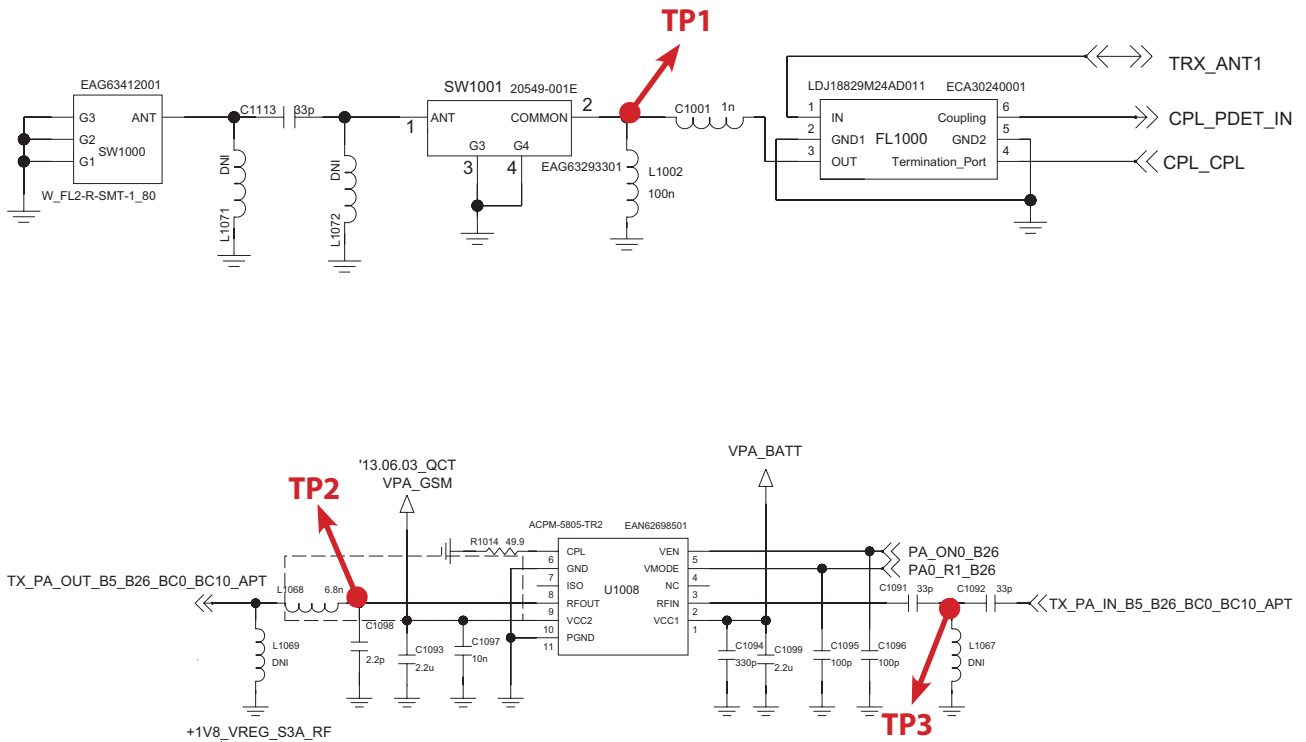 TP1
EAG63412001
G3 ANT
G2
SW1000
G1
W_FL2-R-SMT-1_80
C1113 33p
DNI
L1071
DNI
L1072
SW1001 20549-001E
1 ANT COMMON 2
G3 G4
3 4
EAG63293301
L1002
100n
C1001 1n
LDJ18829M24AD011 ECA30240001
1 IN Coupling 6
2 GND1 FL1000 GND2 5
3 OUT Termination_Port 4
TRX_ANT1
CPL_PDET_IN
CPL_CPL
'13.06.03_QCT
VPA_GSM
TP2
VPA_BATT
ACPM-5805-TR2 EAN62698501
R1014 49.9
CPL VEN
6 GND VMODE 5
7 ISO U1008 NC 4
8 RFOUT RFIN 3
9 VCC2 VCC1 2
10 PGND 1
11
PA_ON0_B26
PA0_R1_B26
TX_PA_OUT_B5_B26_BC0_BC10_APT
L1068 6.8n
C1091 33p C1092 33p
TX_PA_IN_B5_B26_BC0_BC10_APT
L1069
DNI
C1098
2.2p
C1093
2.2u
C1097
10n
C1094
330p
C1099
2.2u
C1095
100p
C1096
100p
L1067
DNI
TP3
+1V8_VREG_S3A_RF